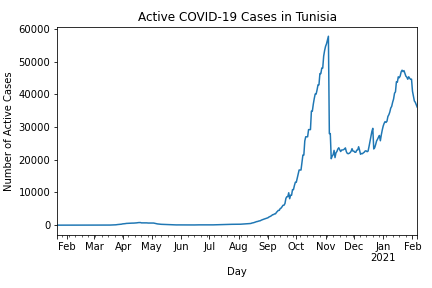 Active COVID-19 Cases in Tunisia
Number of Active Cases
60000
50000
40000
30000
20000
10000
0
Feb Mar Apr May Jun Jul Aug Sep Oct Nov Dec Jan Feb
2021
Day